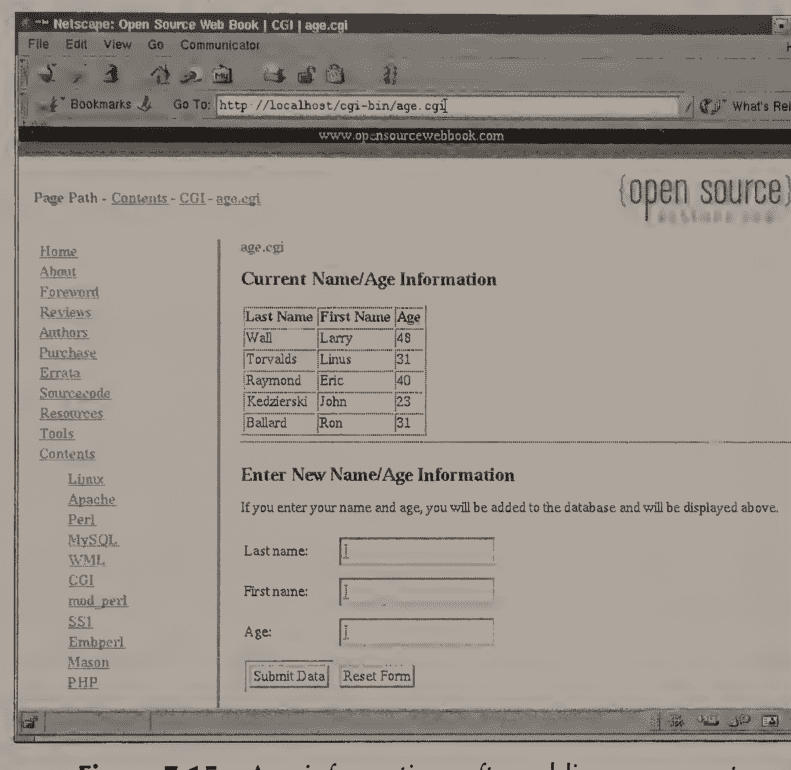 Netscape: Open Source Web Book | CGI | age.cgi
File Edit View Go Communicator
Bookmarks Go To: http://localhost/cgi-bin/age.cgi What's Rel
www.opensourcewebbook.com
Page Path - Contents - CGI - age.cgi
{open source}
Home
About
Foreword
Reviews
Authors
Purchase
Errata
Sourcecode
Resources
Tools
Contents
Linux
Apache
Perl
MySQL
WML
CGI
mod_perl
SSI
Embperl
Mason
PHP
age.cgi
Current Name/Age Information
Last Name First Name Age
Wall Larry 48
Torvalds Linus 31
Raymond Eric 40
Kedzierski John 23
Ballard Ron 31
Enter New Name/Age Information
If you enter your name and age, you will be added to the database and will be displayed above.
Last name:
First name:
Age:
Submit Data Reset Form